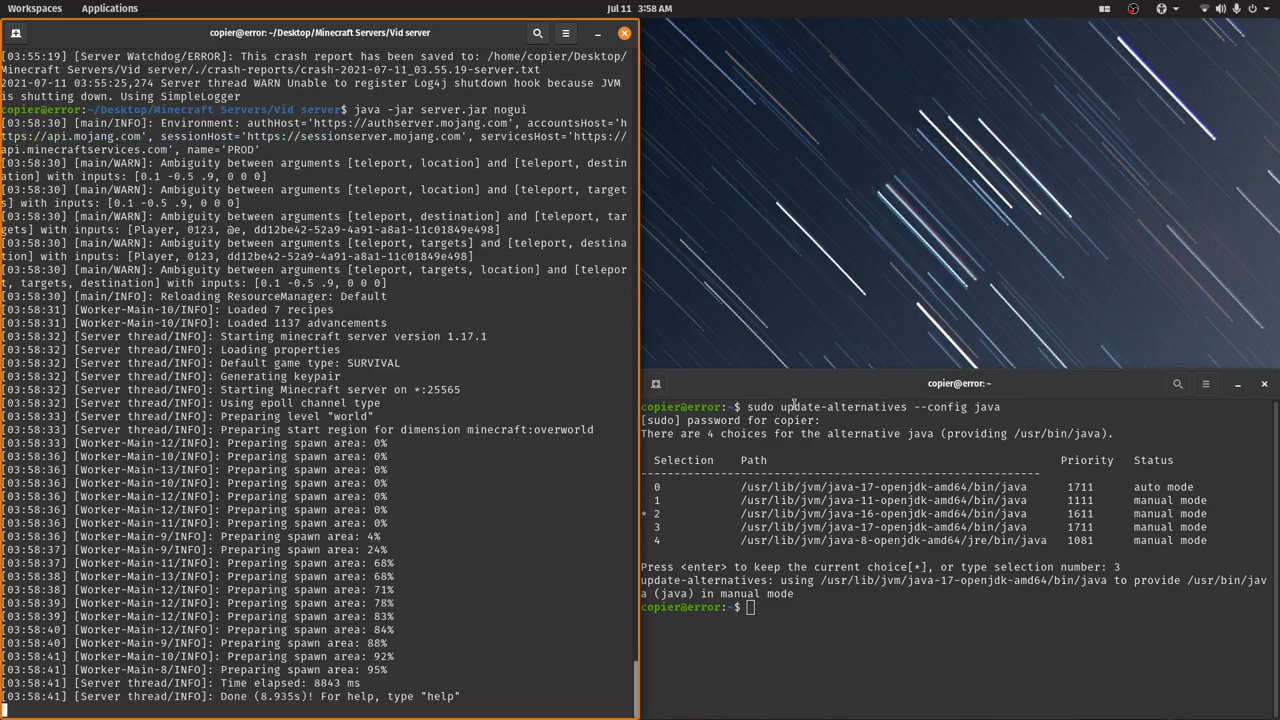 Workspaces Applications Jul 11 3:58 AM
copier@error: ~/Desktop/Minecraft Servers/Vid server
[03:55:19] [Server Watchdog/ERROR]: This crash report has been saved to: /home/copier/Desktop/
Minecraft Servers/Vid server/./crash-reports/crash-2021-07-11_03.55.19-server.txt
2021-07-11 03:55:25,274 Server thread WARN Unable to register Log4j shutdown hook because JVM
is shutting down. Using SimpleLogger
copier@error:~/Desktop/Minecraft Servers/Vid server$ java -jar server.jar nogui
[03:58:30] [main/INFO]: Environment: authHost='https://authserver.mojang.com', accountsHost='h
ttps://api.mojang.com', sessionHost='https://sessionserver.mojang.com', servicesHost='https://
api.minecraftservices.com', name='PROD'
[03:58:30] [main/WARN]: Ambiguity between arguments [teleport, location] and [teleport, destin
ation] with inputs: [0.1 -0.5 .9, 0 0 0]
[03:58:30] [main/WARN]: Ambiguity between arguments [teleport, location] and [teleport, target
s] with inputs: [0.1 -0.5 .9, 0 0 0]
[03:58:30] [main/WARN]: Ambiguity between arguments [teleport, destination] and [teleport, tar
gets] with inputs: [Player, 0123, @e, dd12be42-52a9-4a91-a8a1-11c01849e498]
[03:58:30] [main/WARN]: Ambiguity between arguments [teleport, targets] and [teleport, destina
tion] with inputs: [Player, 0123, dd12be42-52a9-4a91-a8a1-11c01849e498]
[03:58:30] [main/WARN]: Ambiguity between arguments [teleport, targets, location] and [telepor
t, targets, destination] with inputs: [0.1 -0.5 .9, 0 0 0]
[03:58:30] [main/INFO]: Reloading ResourceManager: Default
[03:58:31] [Worker-Main-10/INFO]: Loaded 7 recipes
[03:58:31] [Worker-Main-10/INFO]: Loaded 1137 advancements
[03:58:32] [Server thread/INFO]: Starting minecraft server version 1.17.1
[03:58:32] [Server thread/INFO]: Loading properties
[03:58:32] [Server thread/INFO]: Default game type: SURVIVAL
[03:58:32] [Server thread/INFO]: Generating keypair
[03:58:32] [Server thread/INFO]: Starting Minecraft server on *:25565
[03:58:32] [Server thread/INFO]: Using epoll channel type
[03:58:32] [Server thread/INFO]: Preparing level "world"
[03:58:33] [Server thread/INFO]: Preparing start region for dimension minecraft:overworld
[03:58:33] [Worker-Main-12/INFO]: Preparing spawn area: 0%
[03:58:34] [Worker-Main-10/INFO]: Preparing spawn area: 0%
[03:58:34] [Worker-Main-13/INFO]: Preparing spawn area: 0%
[03:58:36] [Worker-Main-10/INFO]: Preparing spawn area: 0%
[03:58:36] [Worker-Main-12/INFO]: Preparing spawn area: 0%
[03:58:36] [Worker-Main-12/INFO]: Preparing spawn area: 0%
[03:58:36] [Worker-Main-11/INFO]: Preparing spawn area: 0%
[03:58:36] [Worker-Main-9/INFO]: Preparing spawn area: 4%
[03:58:37] [Worker-Main-9/INFO]: Preparing spawn area: 24%
[03:58:38] [Worker-Main-11/INFO]: Preparing spawn area: 68%
[03:58:38] [Worker-Main-13/INFO]: Preparing spawn area: 68%
[03:58:38] [Worker-Main-12/INFO]: Preparing spawn area: 71%
[03:58:39] [Worker-Main-12/INFO]: Preparing spawn area: 78%
[03:58:39] [Worker-Main-12/INFO]: Preparing spawn area: 83%
[03:58:40] [Worker-Main-12/INFO]: Preparing spawn area: 84%
[03:58:40] [Worker-Main-9/INFO]: Preparing spawn area: 88%
[03:58:41] [Worker-Main-10/INFO]: Preparing spawn area: 92%
[03:58:41] [Worker-Main-8/INFO]: Preparing spawn area: 95%
[03:58:41] [Server thread/INFO]: Time elapsed: 8843 ms
[03:58:41] [Server thread/INFO]: Done (8.935s)! For help, type "help"
copier@error: ~
copier@error:~$ sudo update-alternatives --config java
[sudo] password for copier:
There are 4 choices for the alternative java (providing /usr/bin/java).
Selection Path Priority Status
------------------------------------------------------------
0 /usr/lib/jvm/java-17-openjdk-amd64/bin/java 1711 auto mode
1 /usr/lib/jvm/java-11-openjdk-amd64/bin/java 1111 manual mode
* 2 /usr/lib/jvm/java-16-openjdk-amd64/bin/java 1611 manual mode
3 /usr/lib/jvm/java-17-openjdk-amd64/bin/java 1711 manual mode
4 /usr/lib/jvm/java-8-openjdk-amd64/jre/bin/java 1081 manual mode
Press <enter> to keep the current choice[*], or type selection number: 3
update-alternatives: using /usr/lib/jvm/java-17-openjdk-amd64/bin/java to provide /usr/bin/jav
a (java) in manual mode
copier@error:~$